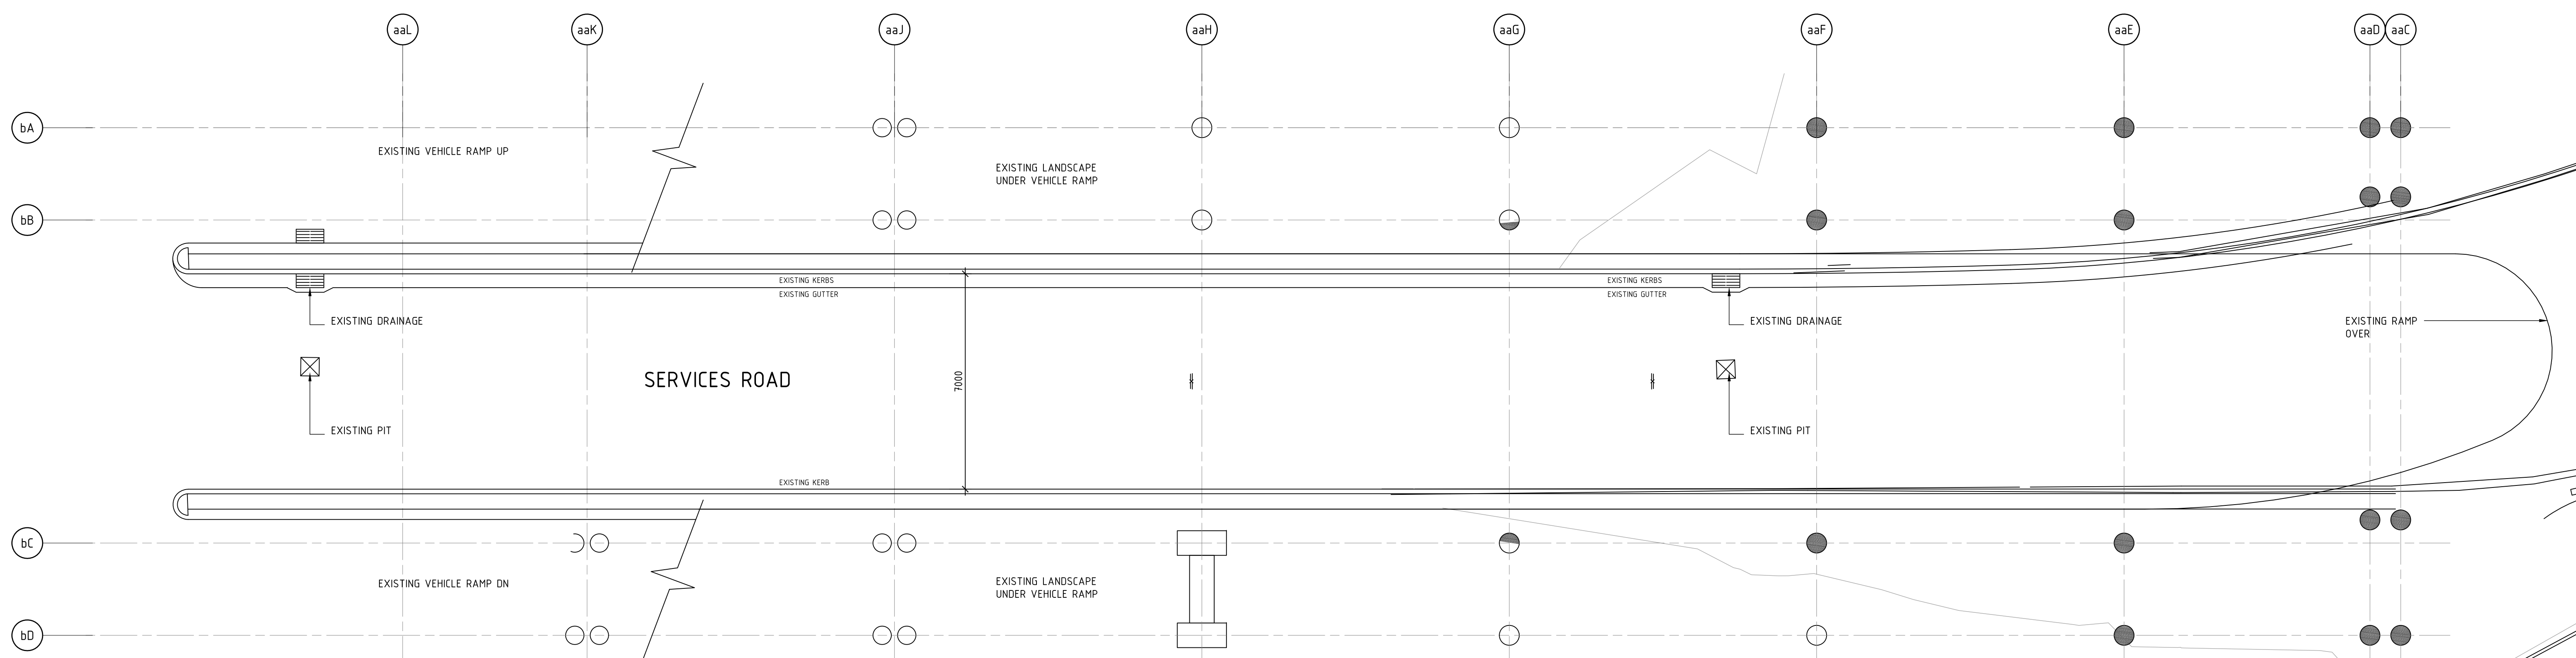 aaL aaK aaJ aaH aaG aaF aaE aaD aaC
bA
EXISTING VEHICLE RAMP UP
EXISTING LANDSCAPE
UNDER VEHICLE RAMP
bB
EXISTING KERBS
EXISTING GUTTER
EXISTING KERBS
EXISTING GUTTER
EXISTING DRAINAGE
EXISTING DRAINAGE
EXISTING RAMP
OVER
SERVICES ROAD
7000
EXISTING PIT
EXISTING PIT
EXISTING KERB
bC
EXISTING VEHICLE RAMP DN
EXISTING LANDSCAPE
UNDER VEHICLE RAMP
bD